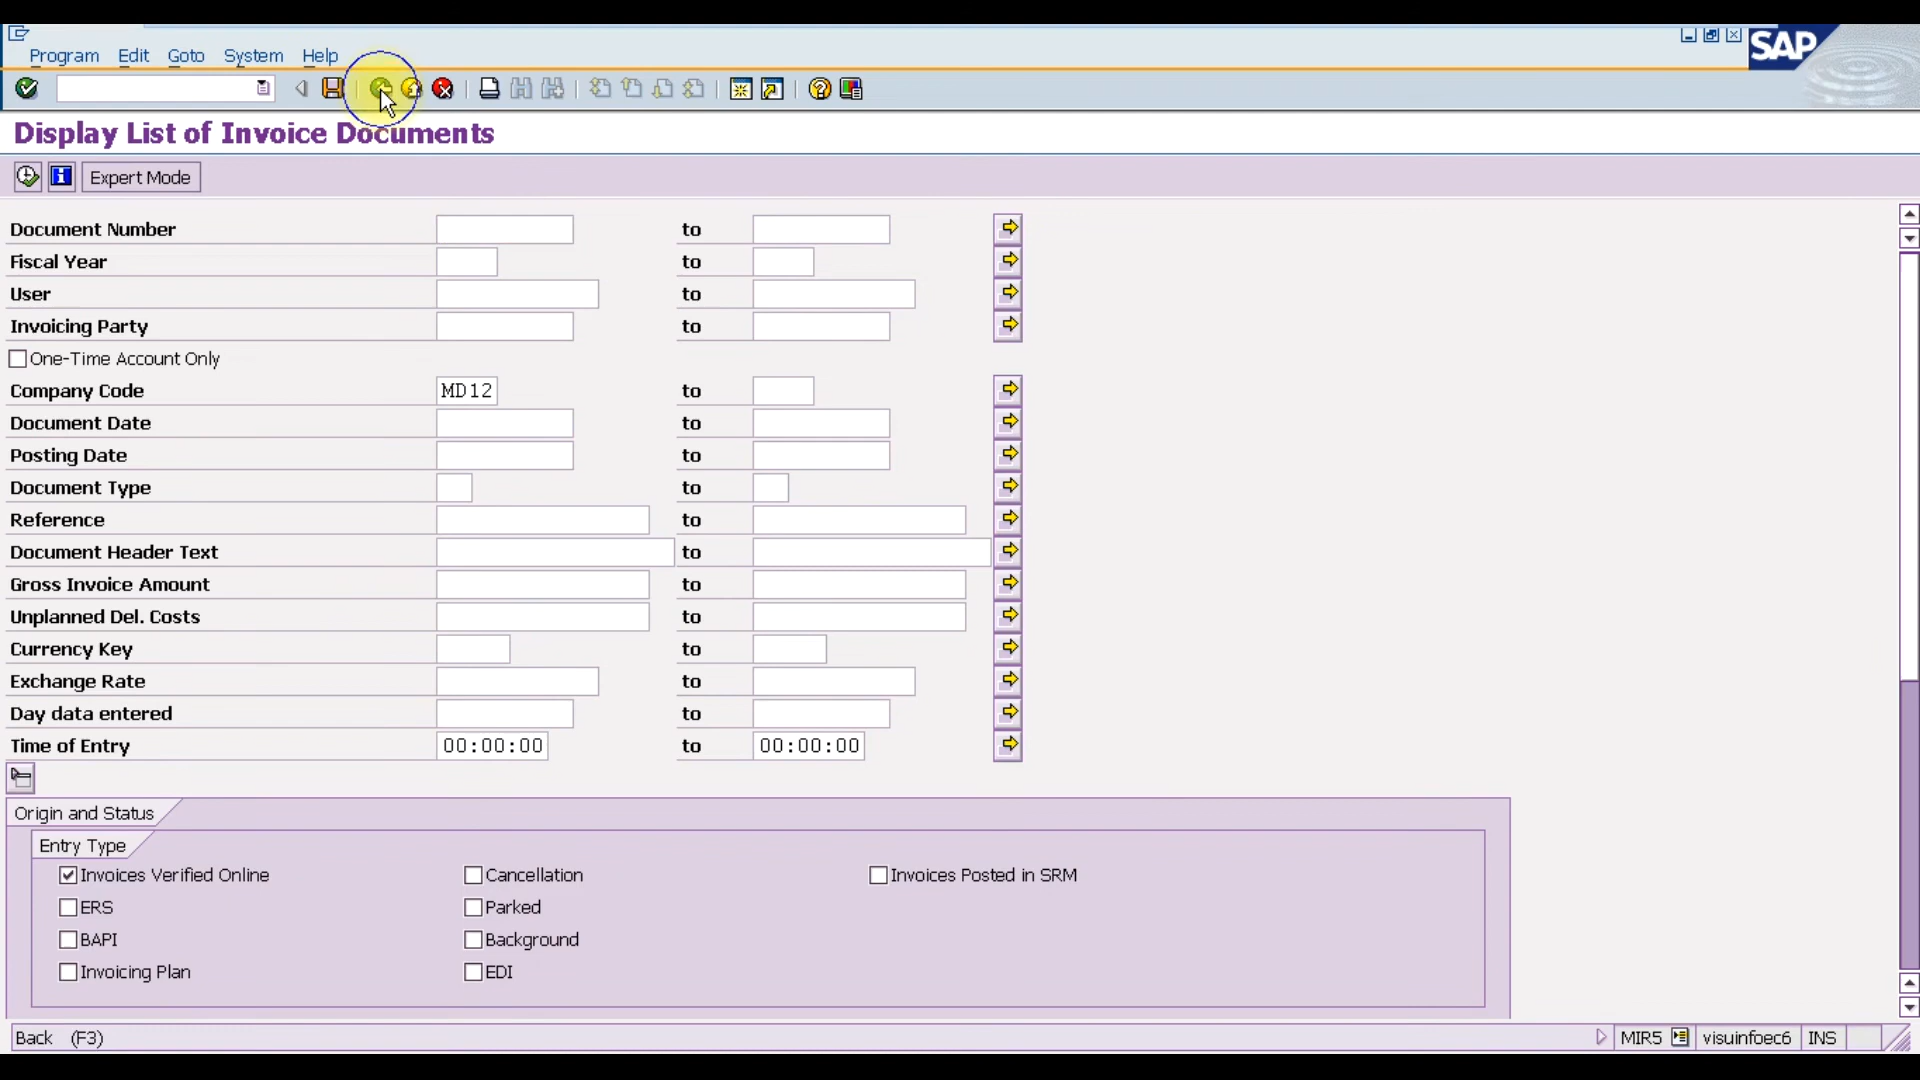 SAP
Program Edit Goto System Help
Display List of Invoice Documents
Expert Mode
Document Number to
Fiscal Year to
User to
Invoicing Party to
One-Time Account Only
Company Code MD12 to
Document Date to
Posting Date to
Document Type to
Reference to
Document Header Text to
Gross Invoice Amount to
Unplanned Del. Costs to
Currency Key to
Exchange Rate to
Day data entered to
Time of Entry 00:00:00 to 00:00:00
Origin and Status
Entry Type
Invoices Verified Online Cancellation Invoices Posted in SRM
ERS Parked
BAPI Background
Invoicing Plan EDI
Back (F3) MIR5 visuinfoec6 INS